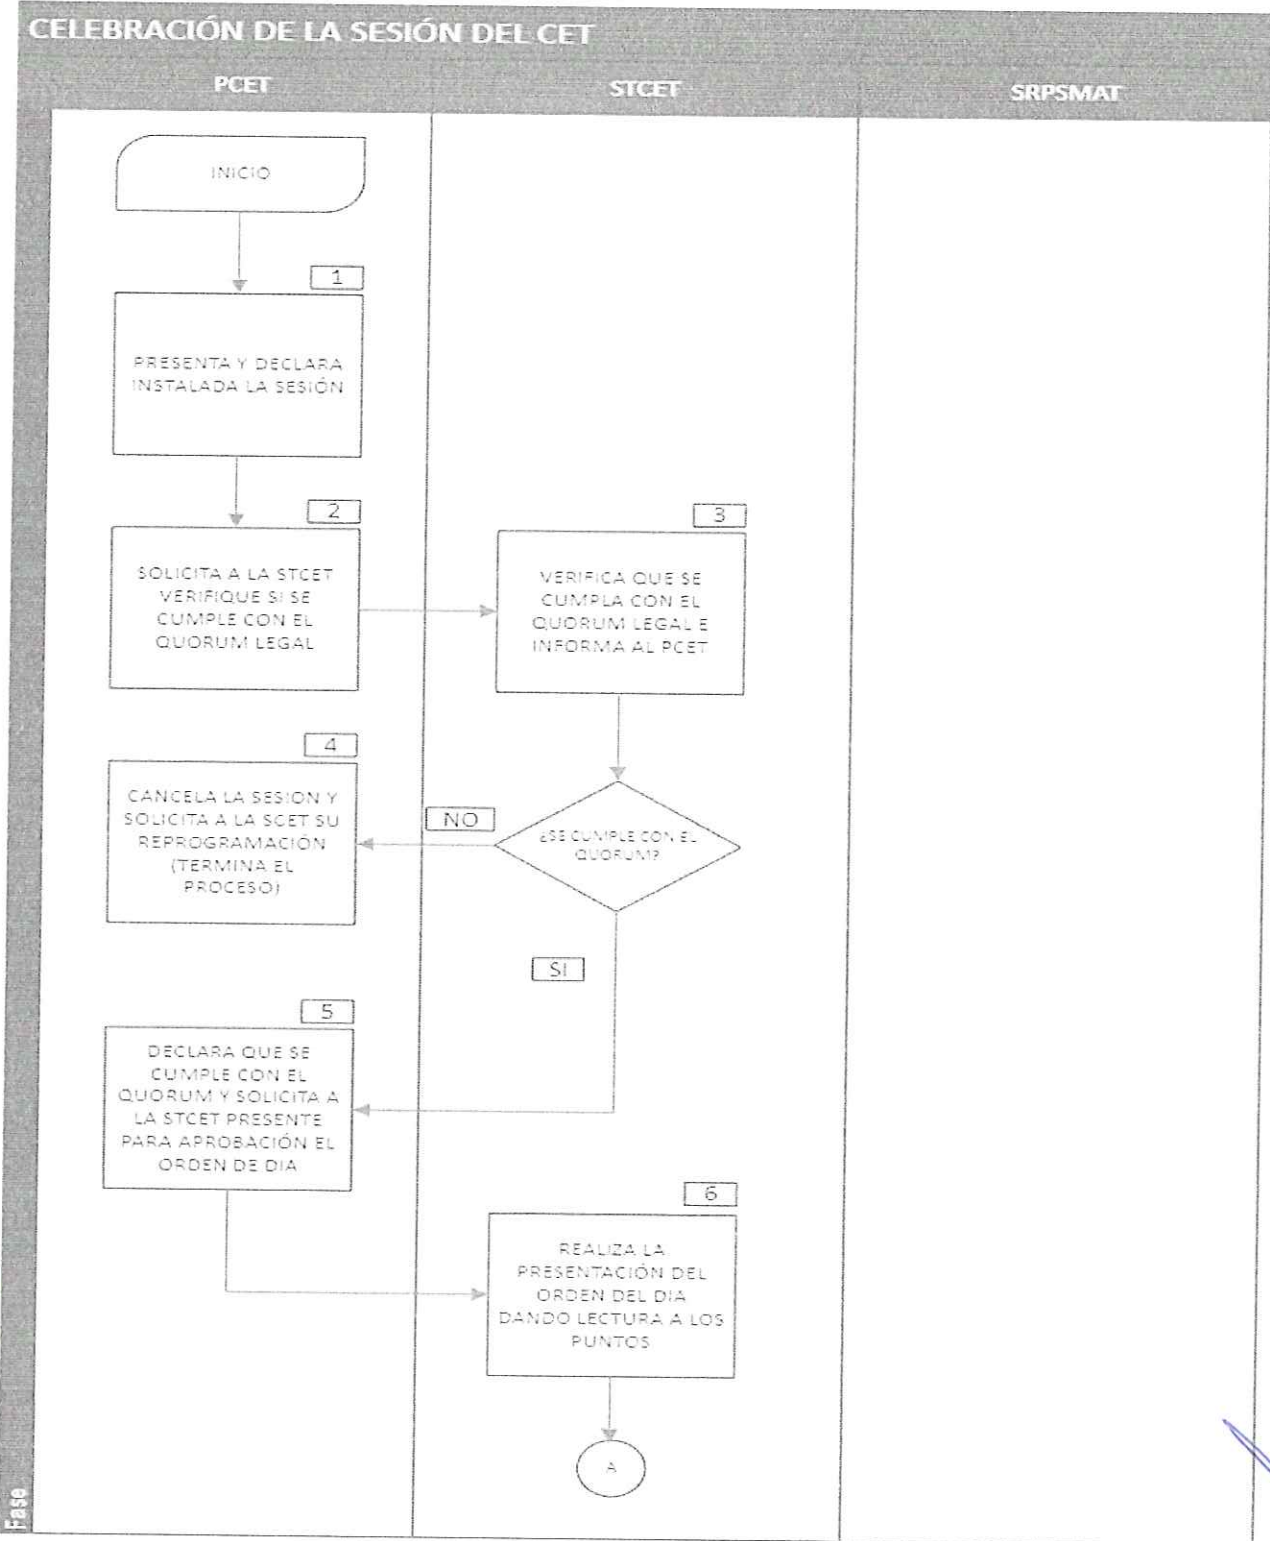 CELEBRACIÓN DE LA SESIÓN DEL CET
PCET
STCET
SRPSMAT
INICIO
1
PRESENTA Y DECLARA
INSTALADA LA SESIÓN
2
SOLICITA A LA STCET
VERIFIQUE SI SE
CUMPLE CON EL
QUORUM LEGAL
3
VERIFICA QUE SE
CUMPLA CON EL
QUORUM LEGAL E
INFORMA AL PCET
4
CANCELA LA SESION Y
SOLICITA A LA SCET SU
REPROGRAMACIÓN
(TERMINA EL
PROCESO)
NO
¿SE CUMPLE CON EL
QUORUM?
SI
5
DECLARA QUE SE
CUMPLE CON EL
QUORUM Y SOLICITA A
LA STCET PRESENTE
PARA APROBACIÓN EL
ORDEN DE DIA
6
REALIZA LA
PRESENTACIÓN DEL
ORDEN DEL DIA
DANDO LECTURA A LOS
PUNTOS
A
Fase